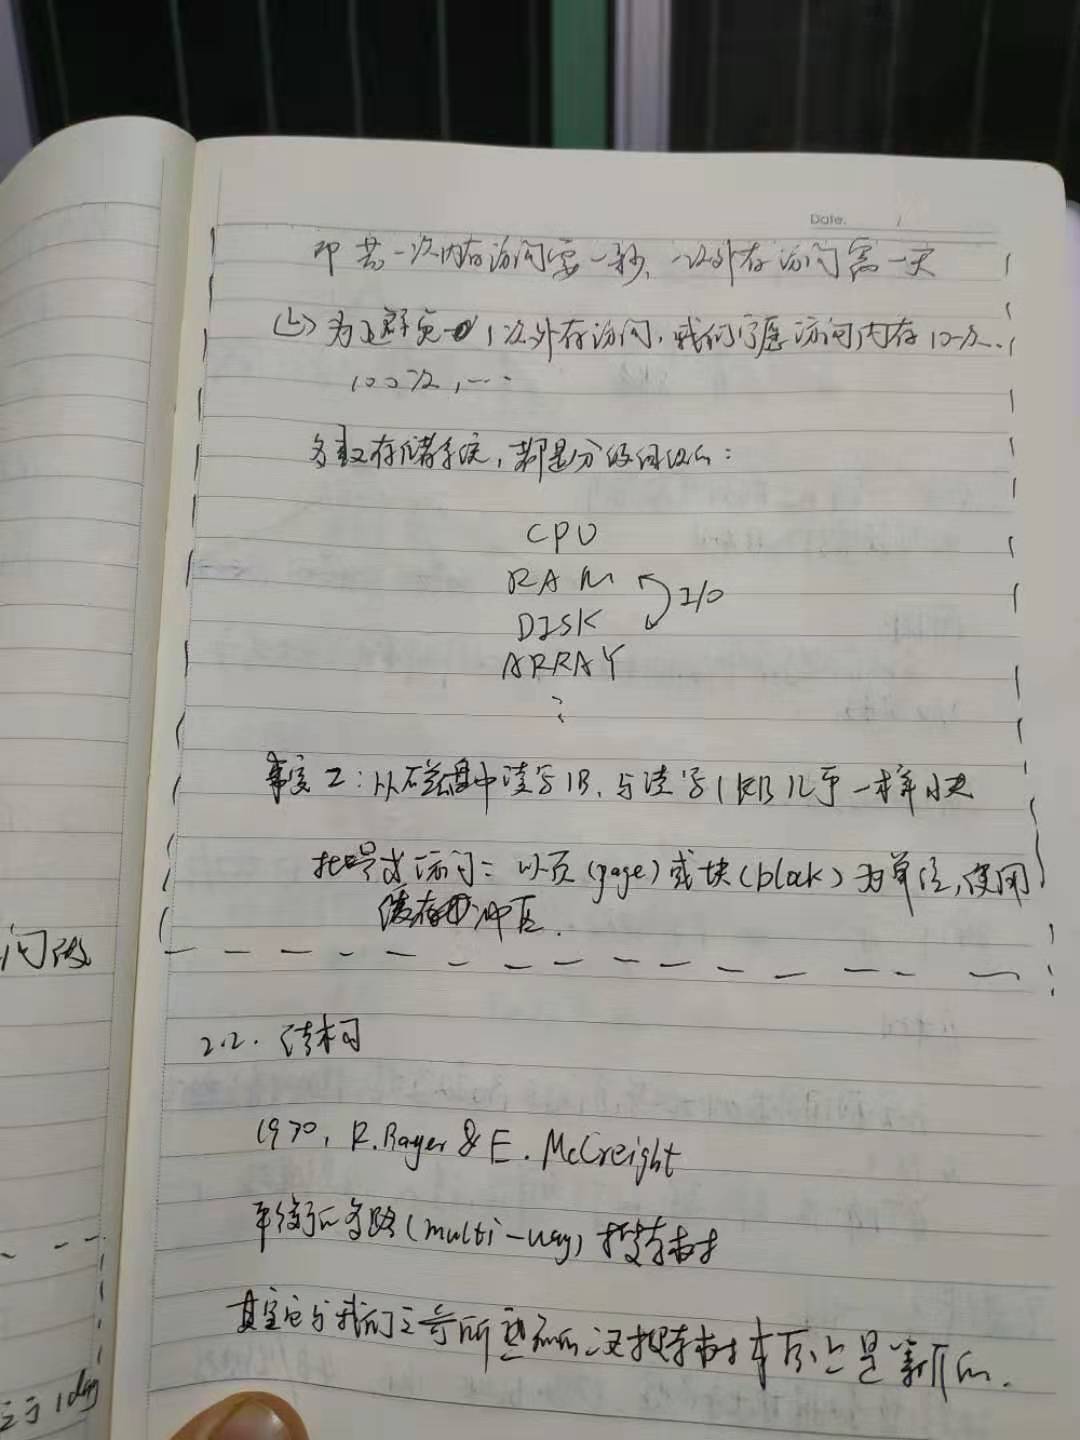 Date. /
即若一次内存访问需一秒，一次外存访问需一天
(2) 为避免 1次外存访问，我们宁愿访问内存10次、
100次，…
多数存储系统，都是分级组织的：
CPU
RAM
I/O
DISK
ARRAY
⋮
事实2：从磁盘中读写1B，与读写1KB几乎一样快
批量式访问：以页(page)或块(block)为单位，使用
缓冲区.
2.2. 结构
1970, R.Bayer & E. McCreight
平衡的多路(multi-way)搜索树
其实它与我们之前所熟知的二叉搜索树本质上是等价的.
问做
于1day